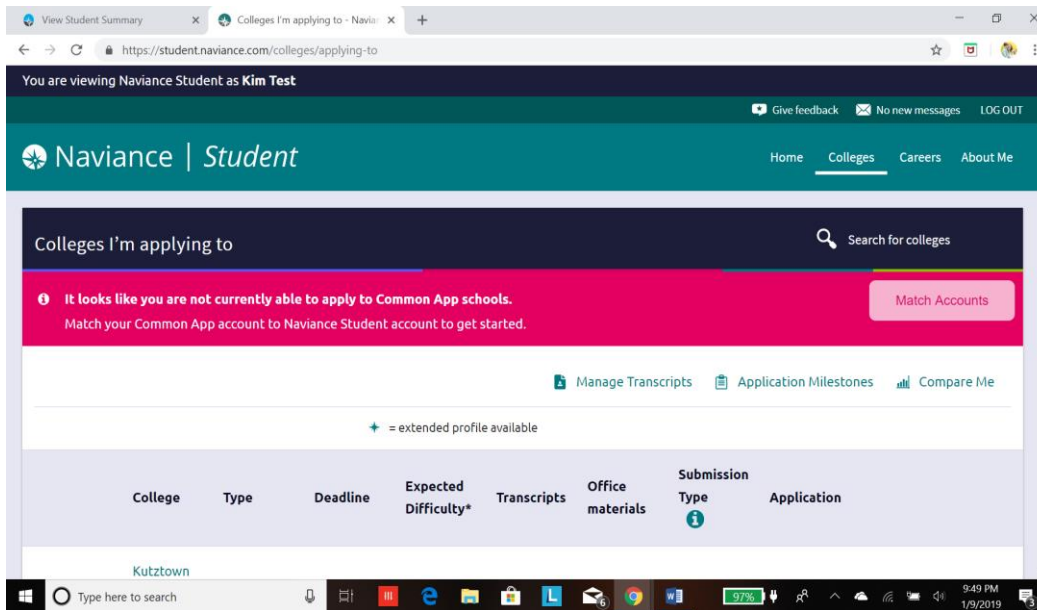 View Student Summary
Colleges I'm applying to - Navian
https://student.naviance.com/colleges/applying-to
You are viewing Naviance Student as Kim Test
Give feedback No new messages LOG OUT
Naviance | Student
Home Colleges Careers About Me
Colleges I'm applying to
Search for colleges
It looks like you are not currently able to apply to Common App schools.
Match your Common App account to Naviance Student account to get started.
Match Accounts
Manage Transcripts Application Milestones Compare Me
= extended profile available
College Type Deadline Expected Difficulty* Transcripts Office materials Submission Type Application
Kutztown
Type here to search
97%
9:49 PM
1/9/2019